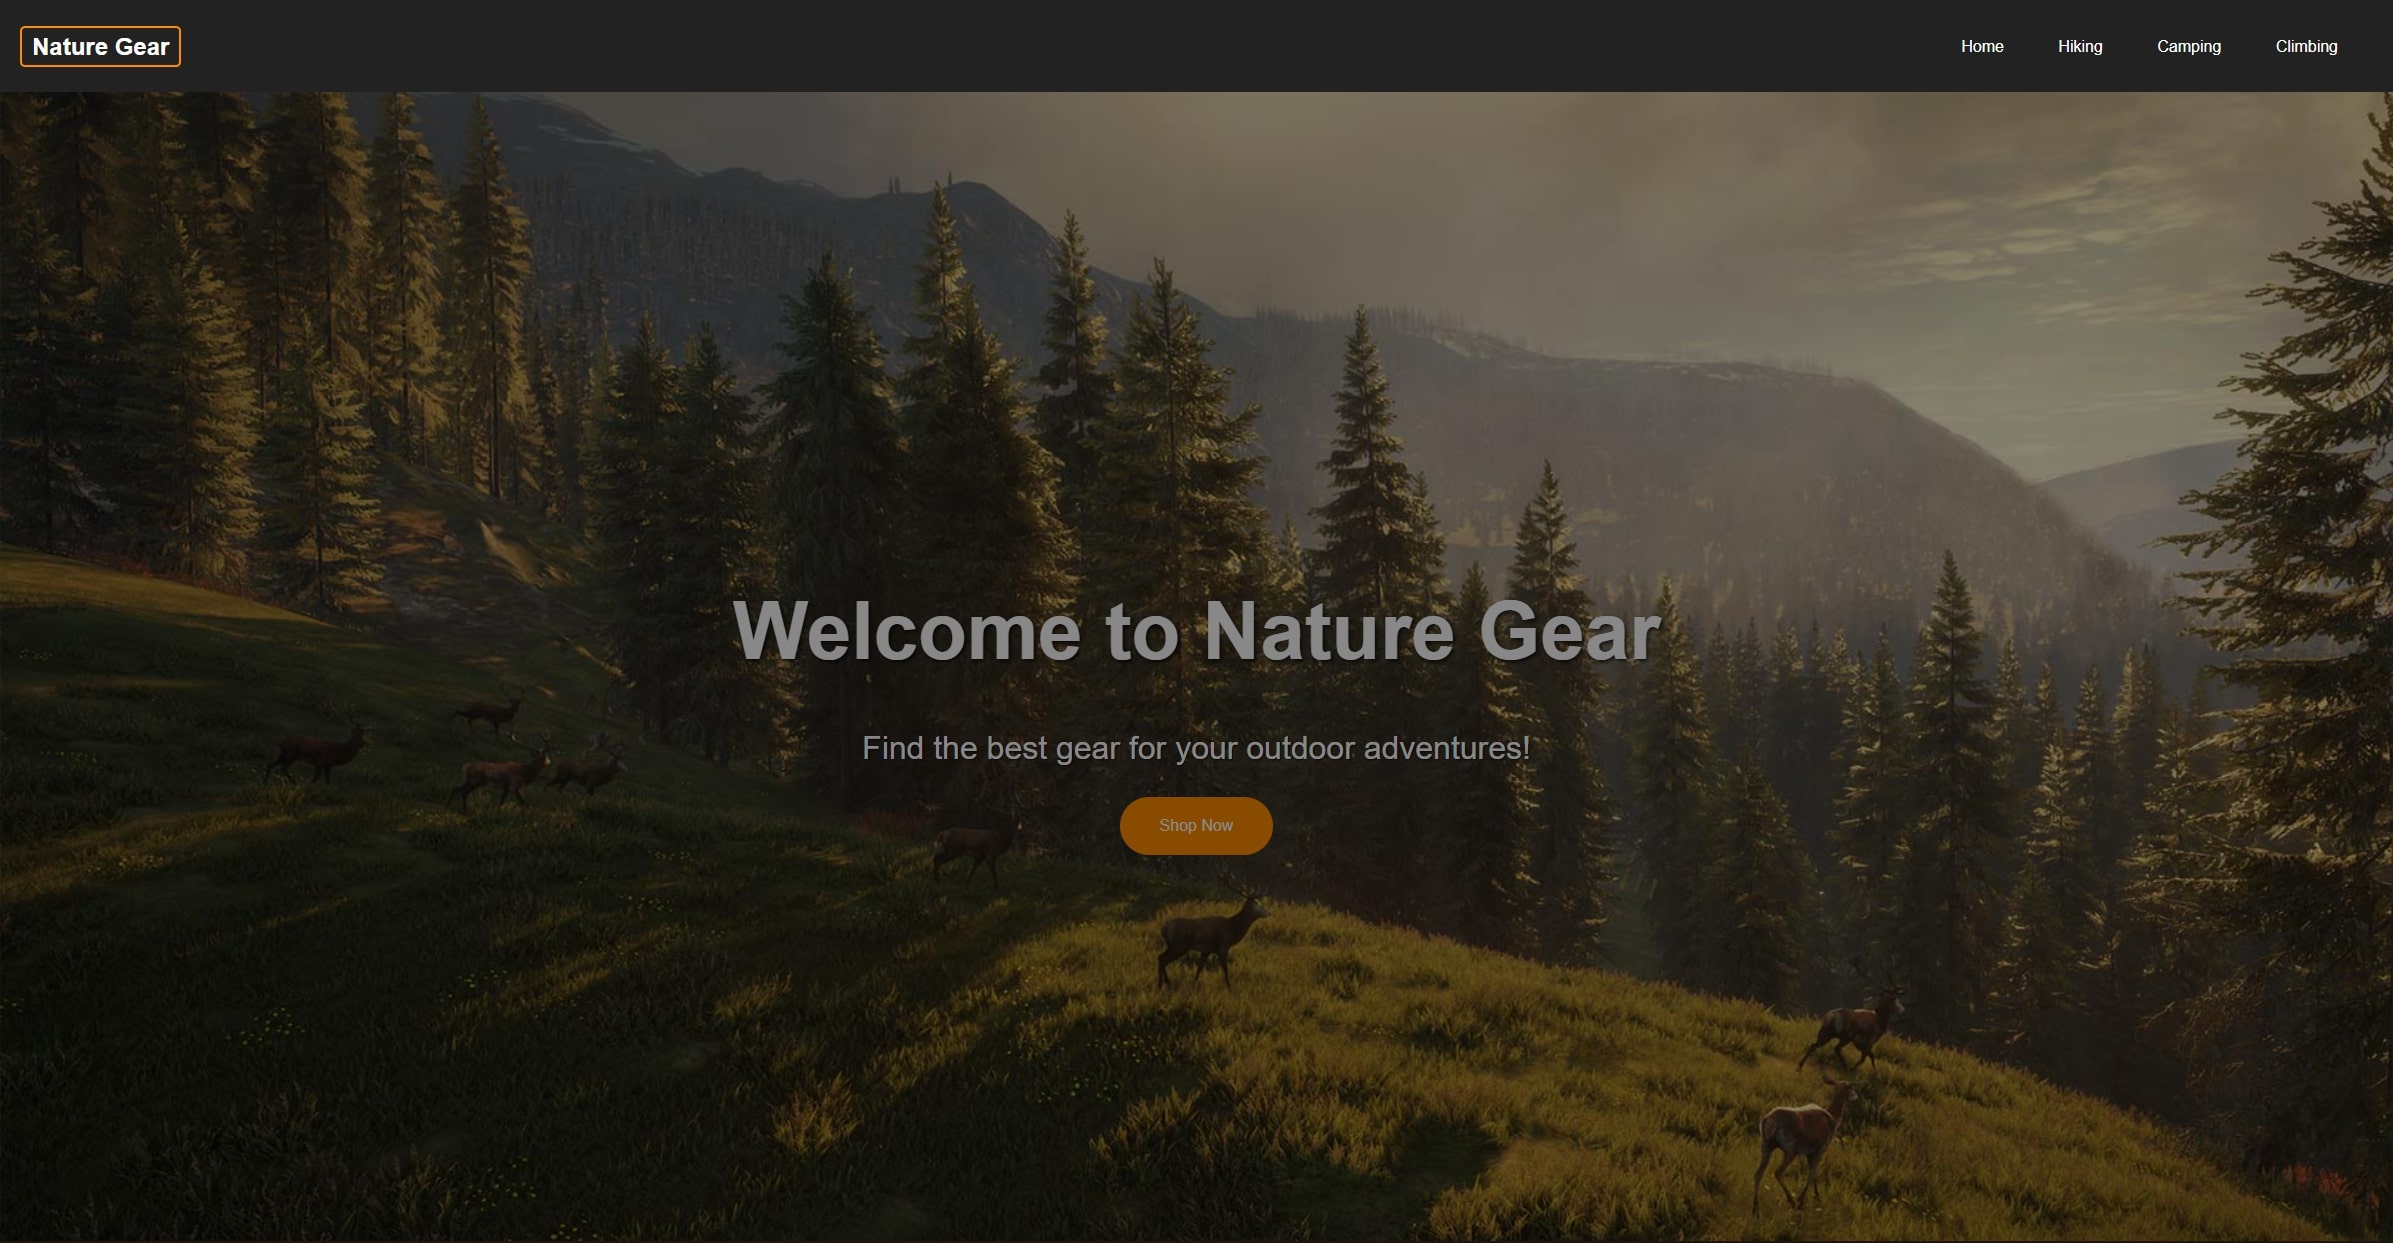 Nature Gear
Home Hiking Camping Climbing
Welcome to Nature Gear
Find the best gear for your outdoor adventures!
Shop Now